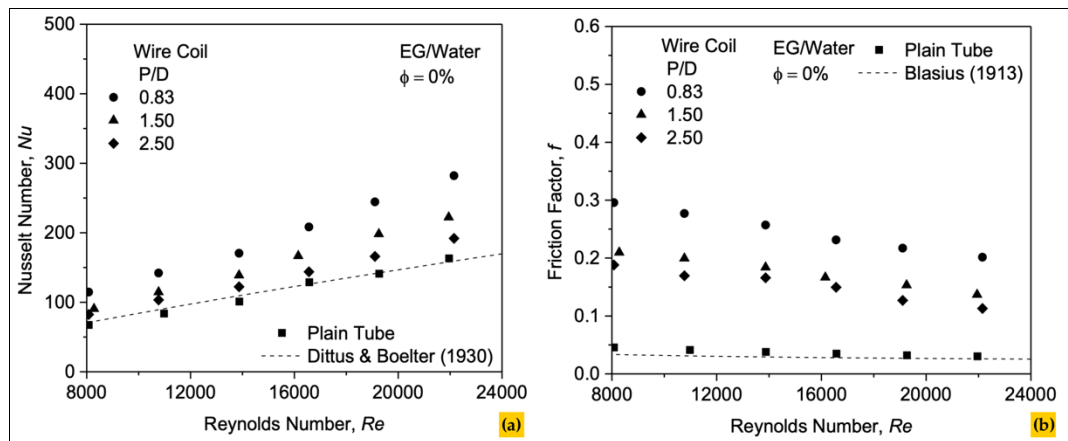 500
400
300
200
100
0
8000
12000
16000
20000
24000
Nusselt Number, Nu
Reynolds Number, Re
Wire Coil
P/D
0.83
1.50
2.50
EG/Water
ϕ = 0%
Plain Tube
Dittus & Boelter (1930)
(a)
0.6
0.5
0.4
0.3
0.2
0.1
0.0
8000
12000
16000
20000
24000
Friction Factor, f
Reynolds Number, Re
Wire Coil
P/D
0.83
1.50
2.50
EG/Water
ϕ = 0%
Plain Tube
Blasius (1913)
(b)